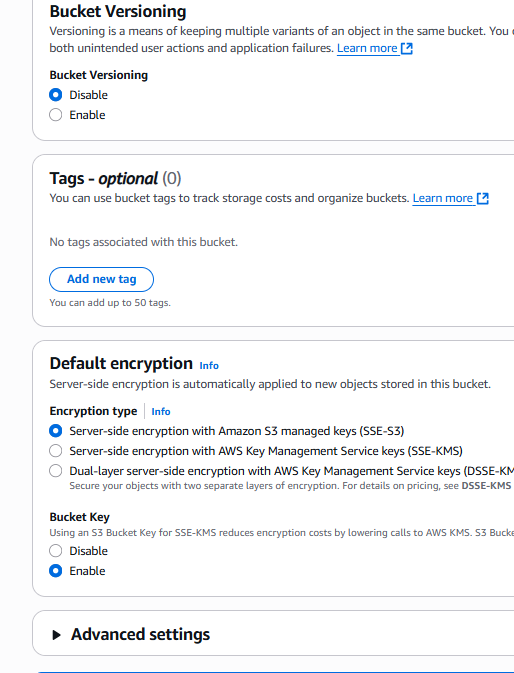 Bucket Versioning
Versioning is a means of keeping multiple variants of an object in the same bucket. You
both unintended user actions and application failures. Learn more
Bucket Versioning
Disable
Enable
Tags - optional (0)
You can use bucket tags to track storage costs and organize buckets. Learn more
No tags associated with this bucket.
Add new tag
You can add up to 50 tags.
Default encryption Info
Server-side encryption is automatically applied to new objects stored in this bucket.
Encryption type Info
Server-side encryption with Amazon S3 managed keys (SSE-S3)
Server-side encryption with AWS Key Management Service keys (SSE-KMS)
Dual-layer server-side encryption with AWS Key Management Service keys (DSSE-KM
Secure your objects with two separate layers of encryption. For details on pricing, see DSSE-KMS
Bucket Key
Using an S3 Bucket Key for SSE-KMS reduces encryption costs by lowering calls to AWS KMS. S3 Bucke
Disable
Enable
Advanced settings